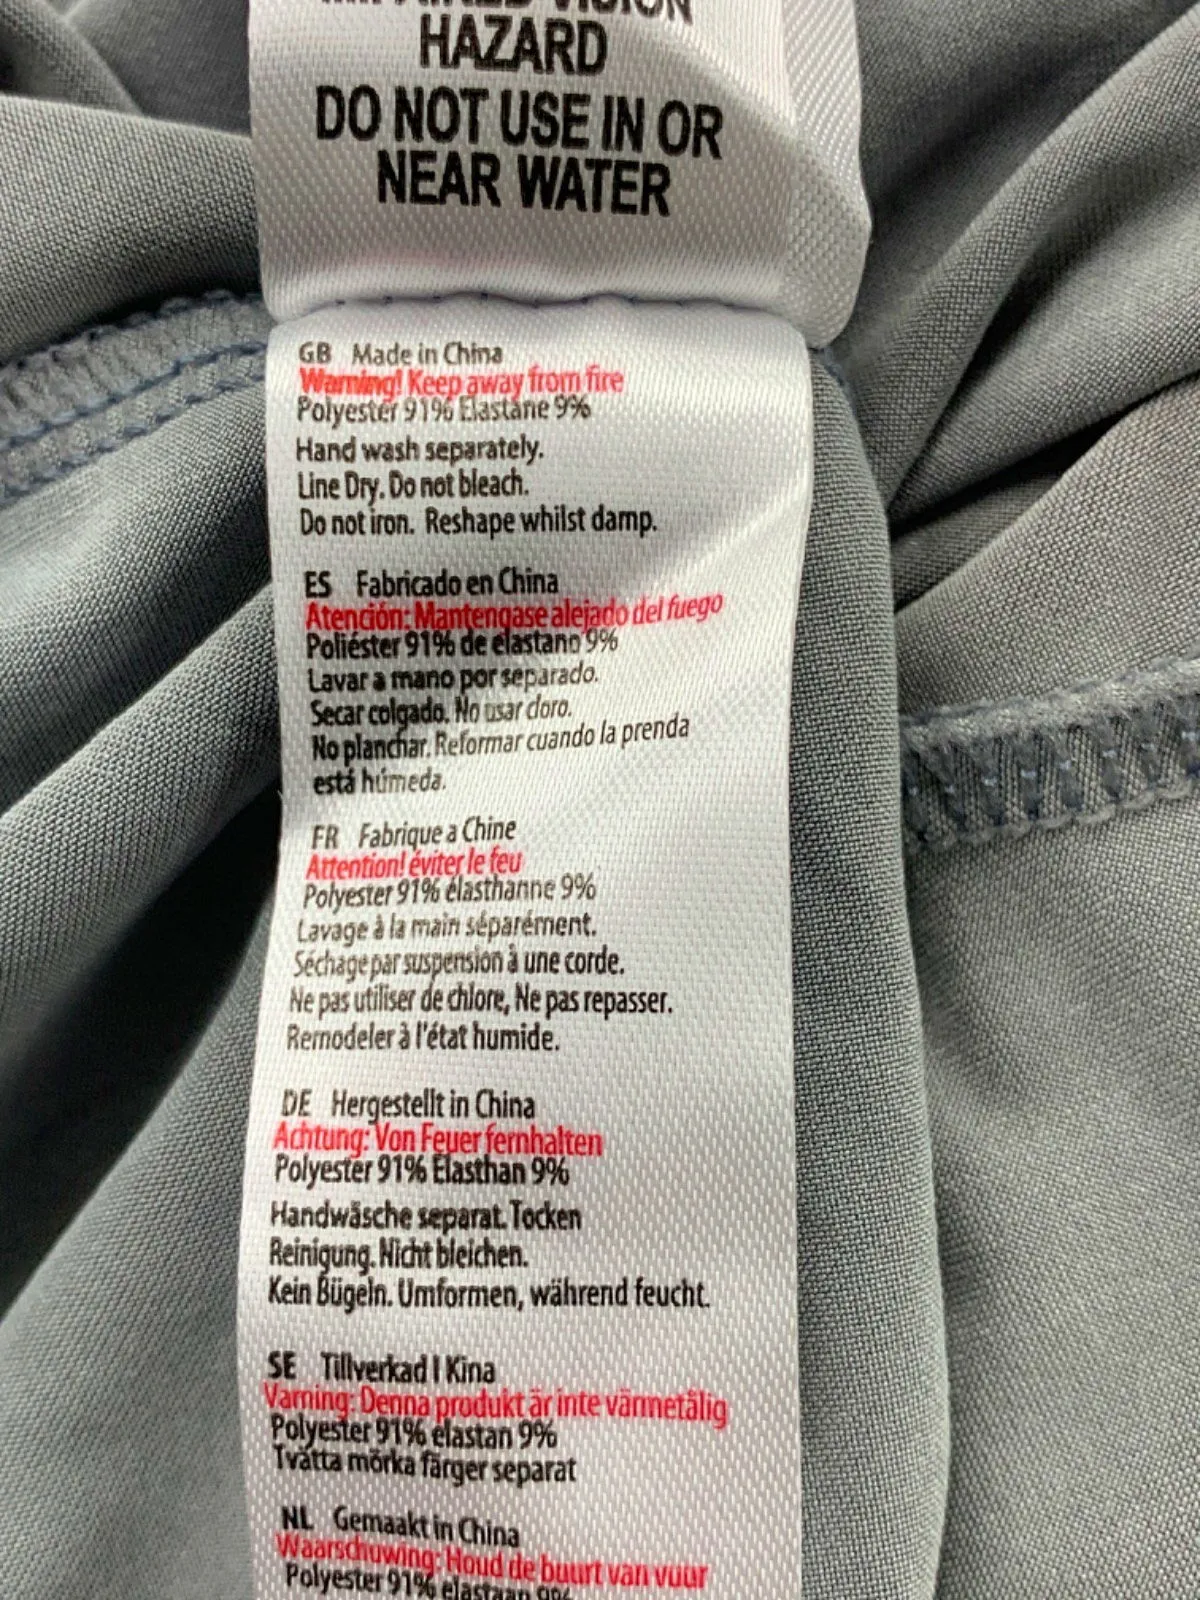 VISION
HAZARD
DO NOT USE IN OR
NEAR WATER
GB Made in China
Warning! Keep away from fire
Polyester 91% Elastane 9%
Hand wash separately.
Line Dry. Do not bleach.
Do not iron. Reshape whilst damp.
ES Fabricado en China
Atención: Mantengase alejado del fuego
Poliéster 91% de elastano 9%
Lavar a mano por separado.
Secar colgado. No usar cloro.
No planchar. Reformar cuando la prenda
está húmeda.
FR Fabrique a Chine
Attention! éviter le feu
Polyester 91% élasthanne 9%
Lavage à la main séparément.
Séchage par suspension à une corde.
Ne pas utiliser de chlore, Ne pas repasser.
Remodeler à l'état humide.
DE Hergestellt in China
Achtung: Von Feuer fernhalten
Polyester 91% Elasthan 9%
Handwäsche separat. Tocken
Reinigung. Nicht bleichen.
Kein Bügeln. Umformen, während feucht.
SE Tillverkad I Kina
Varning: Denna produkt är inte värmetålig
Polyester 91% elastan 9%
Tvätta mörka färger separat
NL Gemaakt in China
Waarschuwing: Houd de buurt van vuur
Polyester 91% elastaan 9%